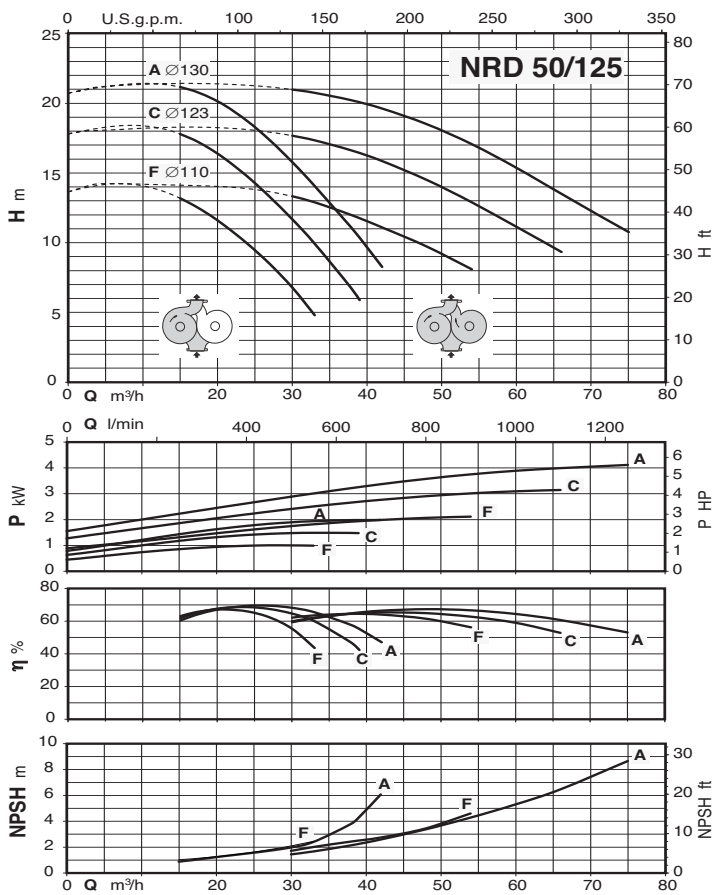 0 U.S.g.p.m. 100 150 200 250 300 350
25 80
A ∅130 NRD 50/125
70
20
C ∅123
60
50
F ∅110
15
H m
40
10
30
H ft
20
5
10
0 0
0 Q m³/h 20 30 40 50 60 70 80
0 Q l/min 400 600 800 1000 1200
5
6
A
4 5
C
3 4
P kW
P HP
A F
2 3
2
C
1 F 1
0 0
80
60
F C A F C A
40
η %
20
0
10
A
30
8
6 A
20
NPSH m
NPSH ft
F F
4
10
2
0 0
0 Q m³/h 20 30 40 50 60 70 80